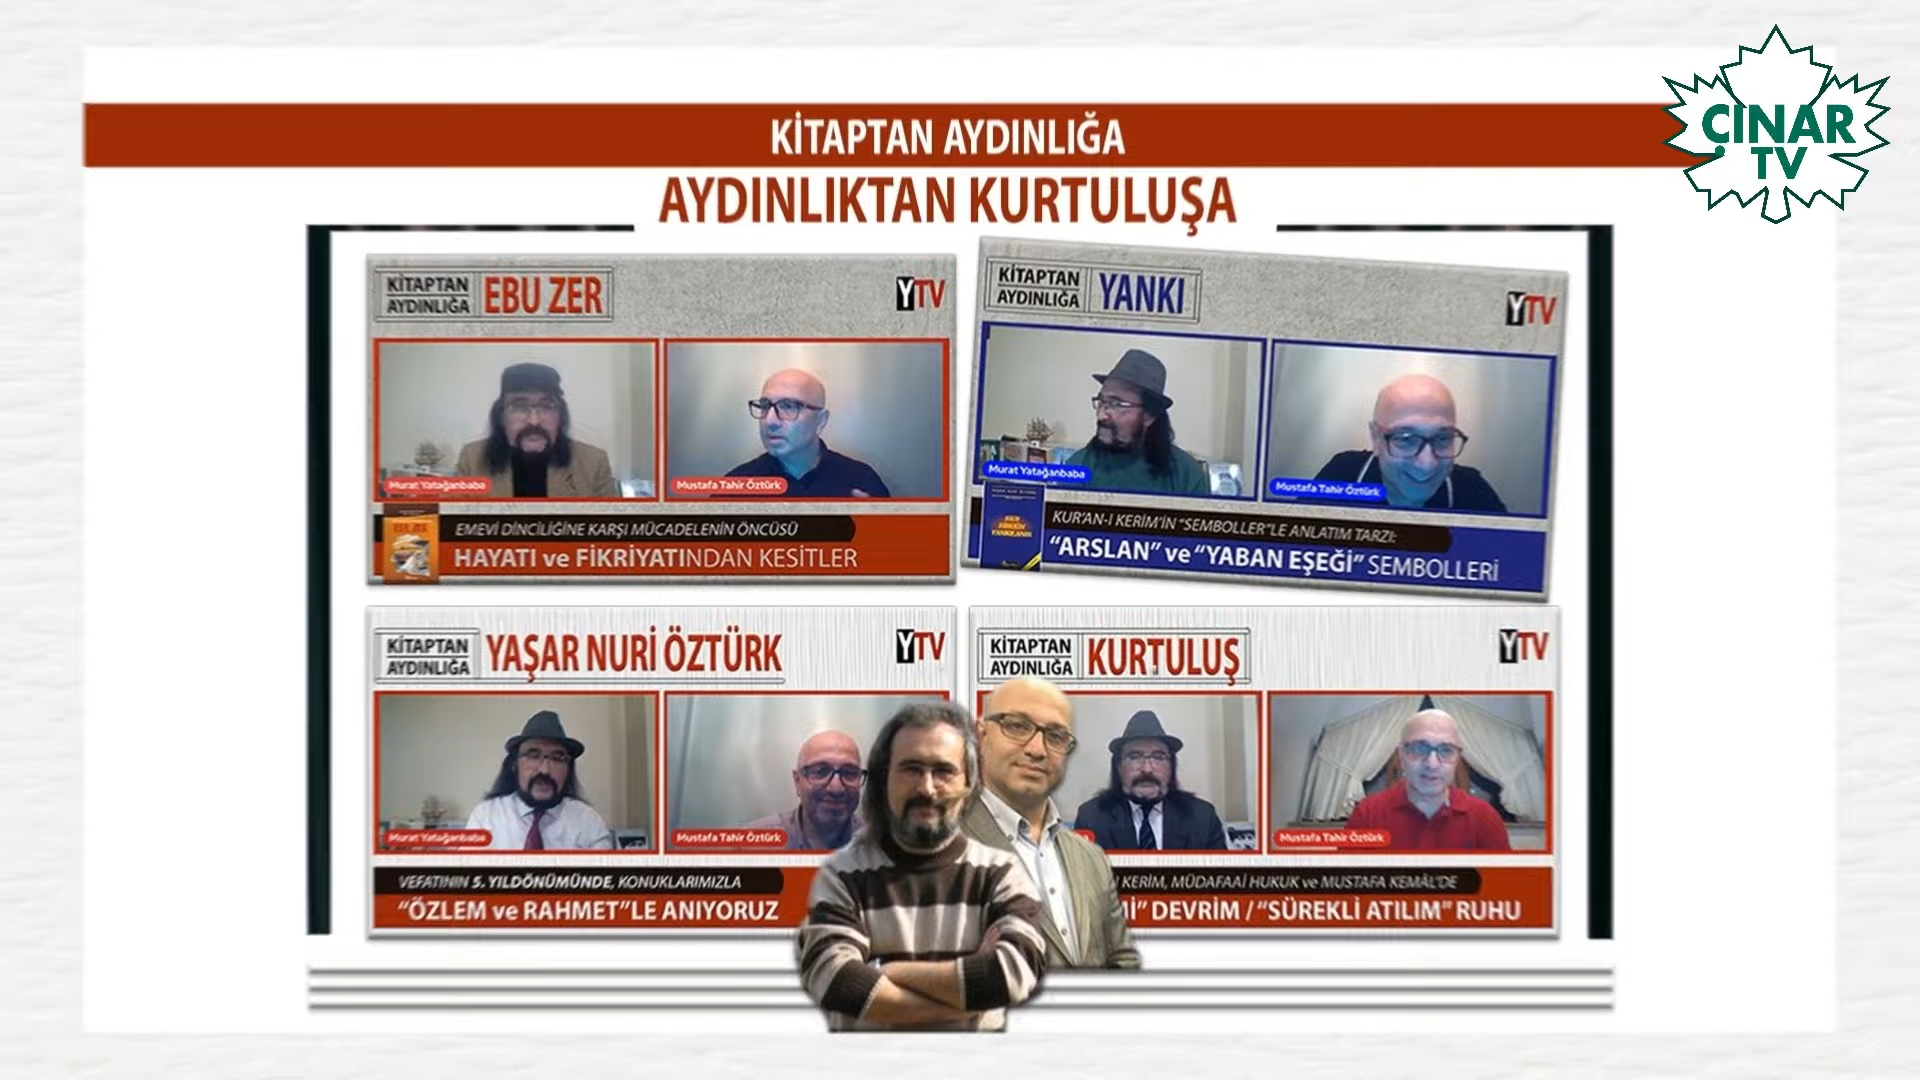 KİTAPTAN AYDINLIĞA
ÇINAR
TV
AYDINLIKTAN KURTULUŞA
KİTAPTAN
AYDINLIĞA
EBU ZER
YTV
Murat Yatağanbaba
Mustafa Tahir Öztürk
EMEVİ DİNCİLİĞİNE KARŞI MÜCADELENİN ÖNCÜSÜ
HAYATI ve FİKRİYATINDAN KESİTLER
KİTAPTAN
AYDINLIĞA
YANKI
YTV
Murat Yatağanbaba
Mustafa Tahir Öztürk
KUR'AN-I KERİM'İN "SEMBOLLER"LE ANLATIM TARZI:
"ARSLAN" ve "YABAN EŞEĞİ" SEMBOLLERİ
KİTAPTAN
AYDINLIĞA
YAŞAR NURİ ÖZTÜRK
YTV
Murat Yatağanbaba
Mustafa Tahir Öztürk
VEFATININ 5. YILDÖNÜMÜNDE, KONUKLARIMIZLA
"ÖZLEM ve RAHMET"LE ANIYORUZ
KİTAPTAN
AYDINLIĞA
KURTULUŞ
YTV
Mustafa Tahir Öztürk
KERİM, MÜDAFAAİ HUKUK ve MUSTAFA KEMÂL'DE
DEVRİM / "SÜREKLİ ATILIM" RUHU